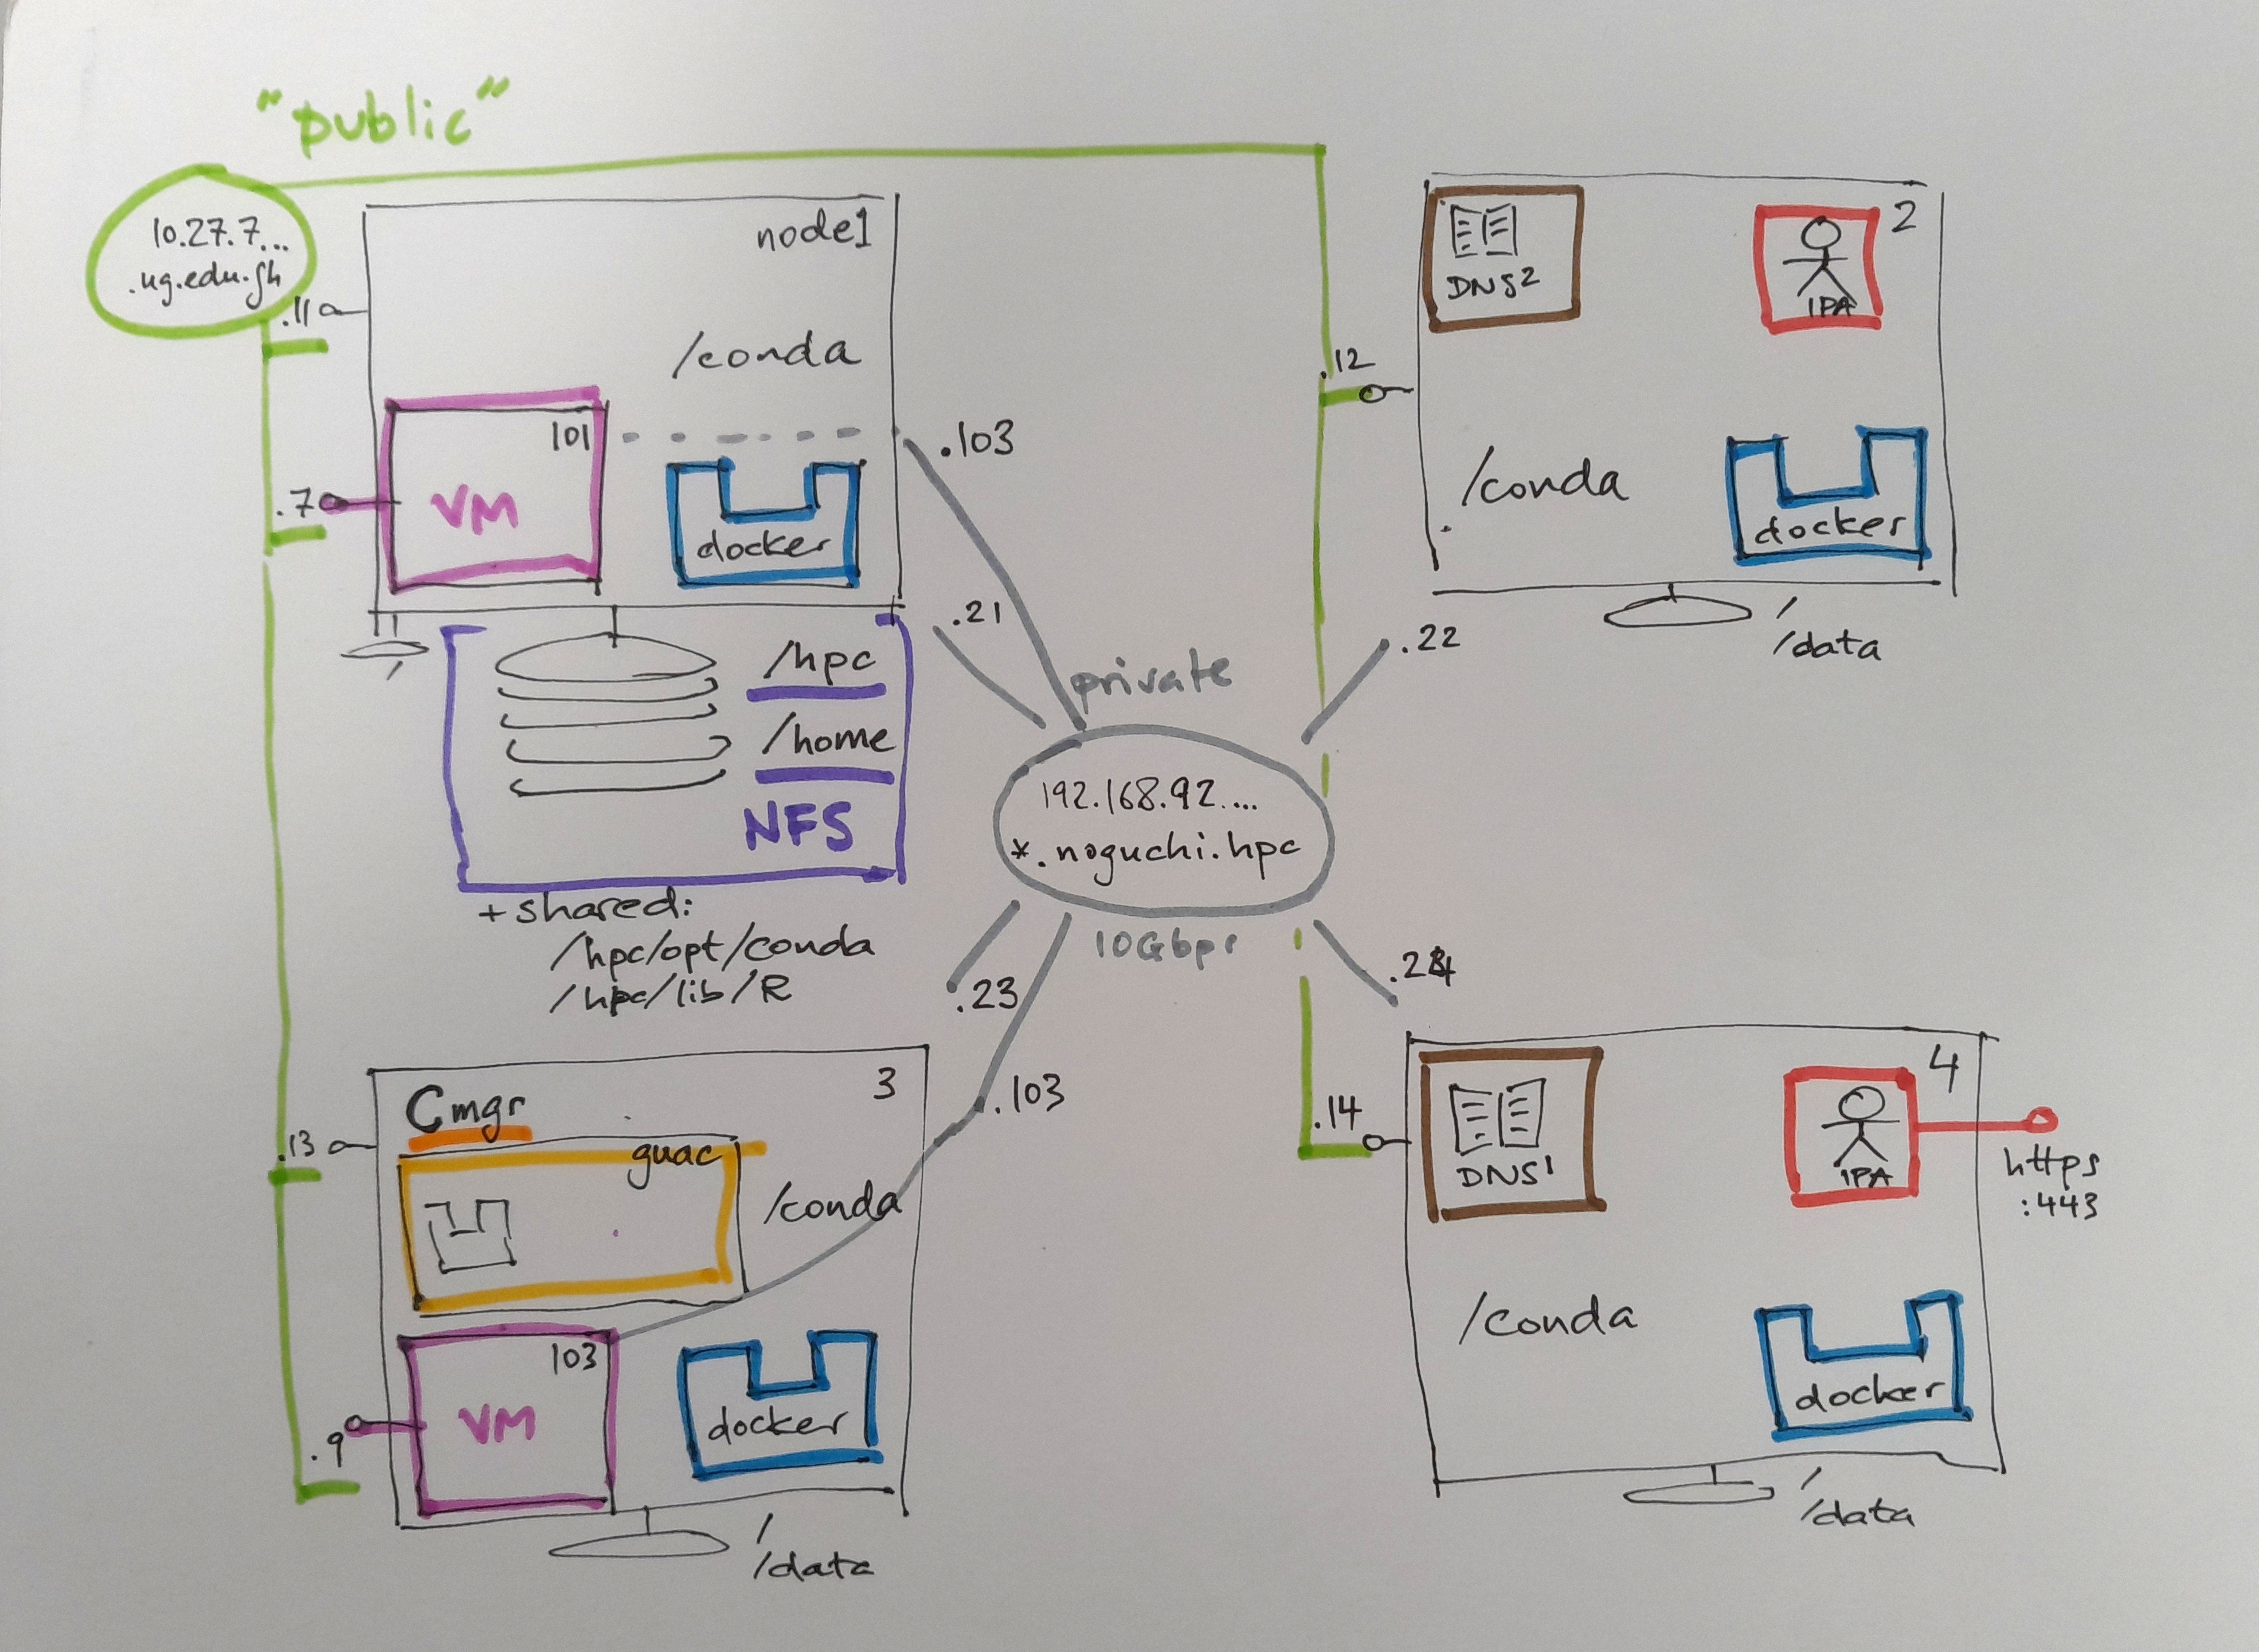 "public"
10.27.7...
.ug.edu.gh
.11
node1
/conda
101
VM
.7
docker
.103
.21
/hpc
/home
NFS
+ shared:
/hpc/opt/conda
/hpc/lib/R
2
DNS2
IPA
.12
/conda
docker
/
/data
.22
private
192.168.92....
*.noguchi.hpc
10Gbps
.23
.103
.24
3
Cmgr
guac
.13
/conda
103
VM
.9
docker
/
/data
4
DNS1
IPA
.14
https
:443
/conda
docker
/
/data